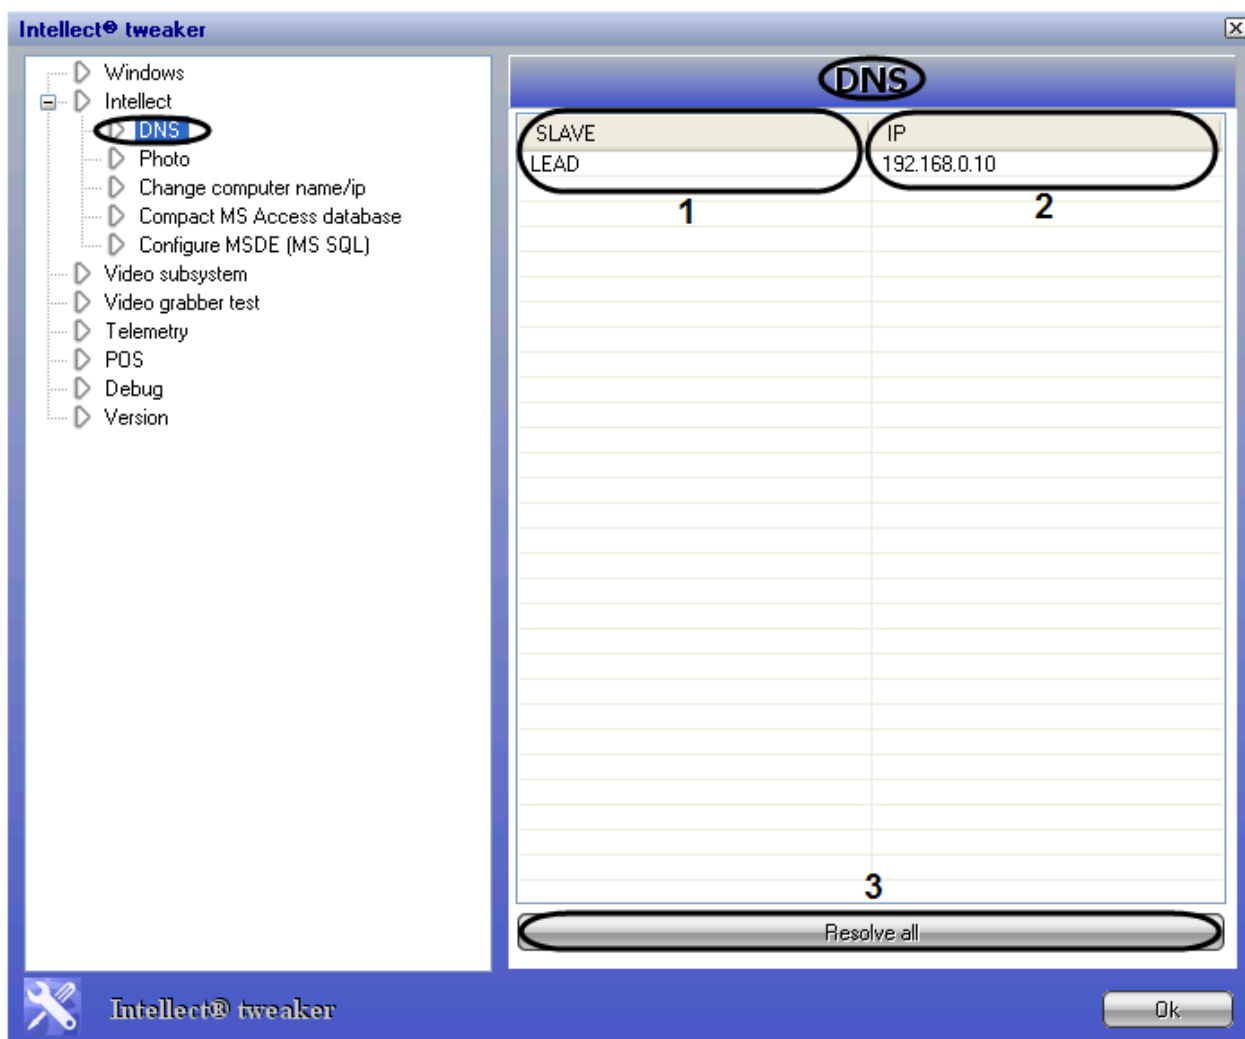 Intellect® tweaker
Windows
Intellect
DNS
Photo
Change computer name/ip
Compact MS Access database
Configure MSDE (MS SQL)
Video subsystem
Video grabber test
Telemetry
POS
Debug
Version
DNS
SLAVE IP
LEAD 192.168.0.10
1 2
3
Resolve all
Intellect® tweaker
Ok